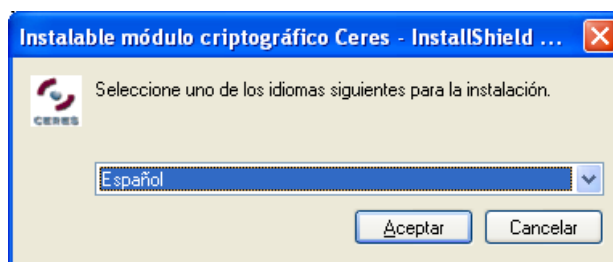 Instalable módulo criptográfico Ceres - InstallShield ...
Seleccione uno de los idiomas siguientes para la instalación.
CERES
Español
Aceptar Cancelar